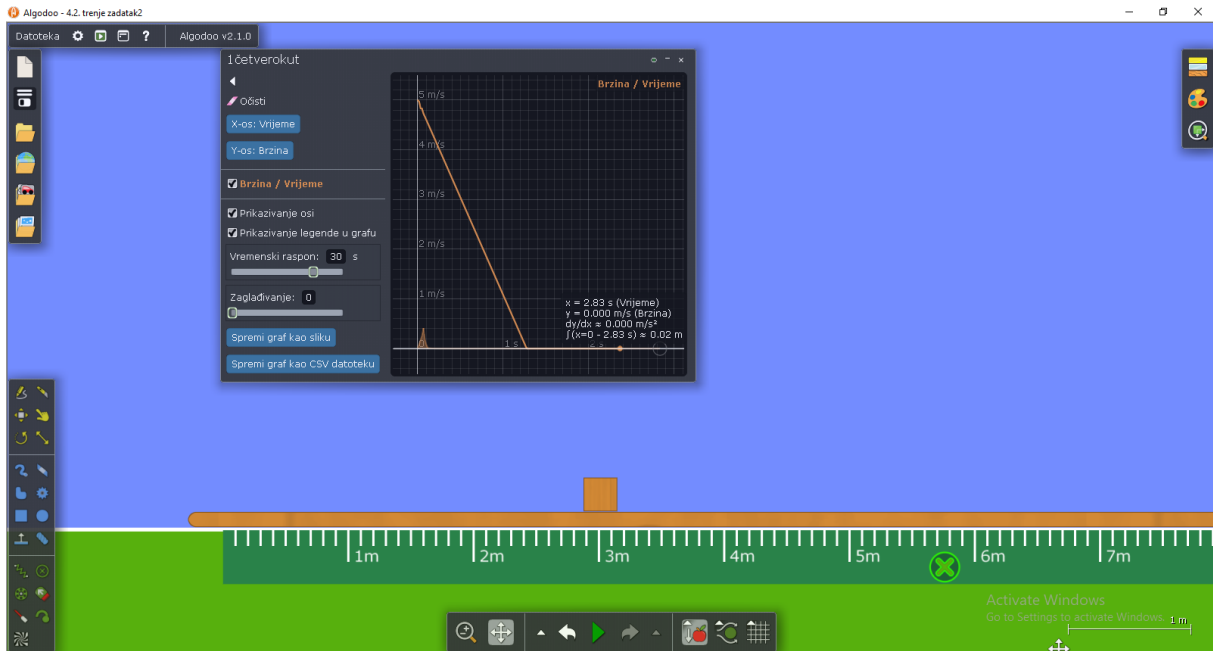 Algodoo - 4.2. trenje zadatak2
Datoteka ? Algodoo v2.1.0
1četverokut
Očisti
X-os: Vrijeme
Y-os: Brzina
Brzina / Vrijeme
Prikazivanje osi
Prikazivanje legende u grafu
Vremenski raspon: 30 s
Zaglađivanje: 0
Spremi graf kao sliku
Spremi graf kao CSV datoteku
Brzina / Vrijeme
5 m/s
4 m/s
3 m/s
2 m/s
1 m/s
0 1 s 2 s
x = 2.83 s (Vrijeme)
y = 0.000 m/s (Brzina)
dy/dx ≈ 0.000 m/s²
∫(x=0 - 2.83 s) ≈ 0.02 m
1m 2m 3m 4m 5m 6m 7m
Activate Windows
Go to Settings to activate Windows.
1 m